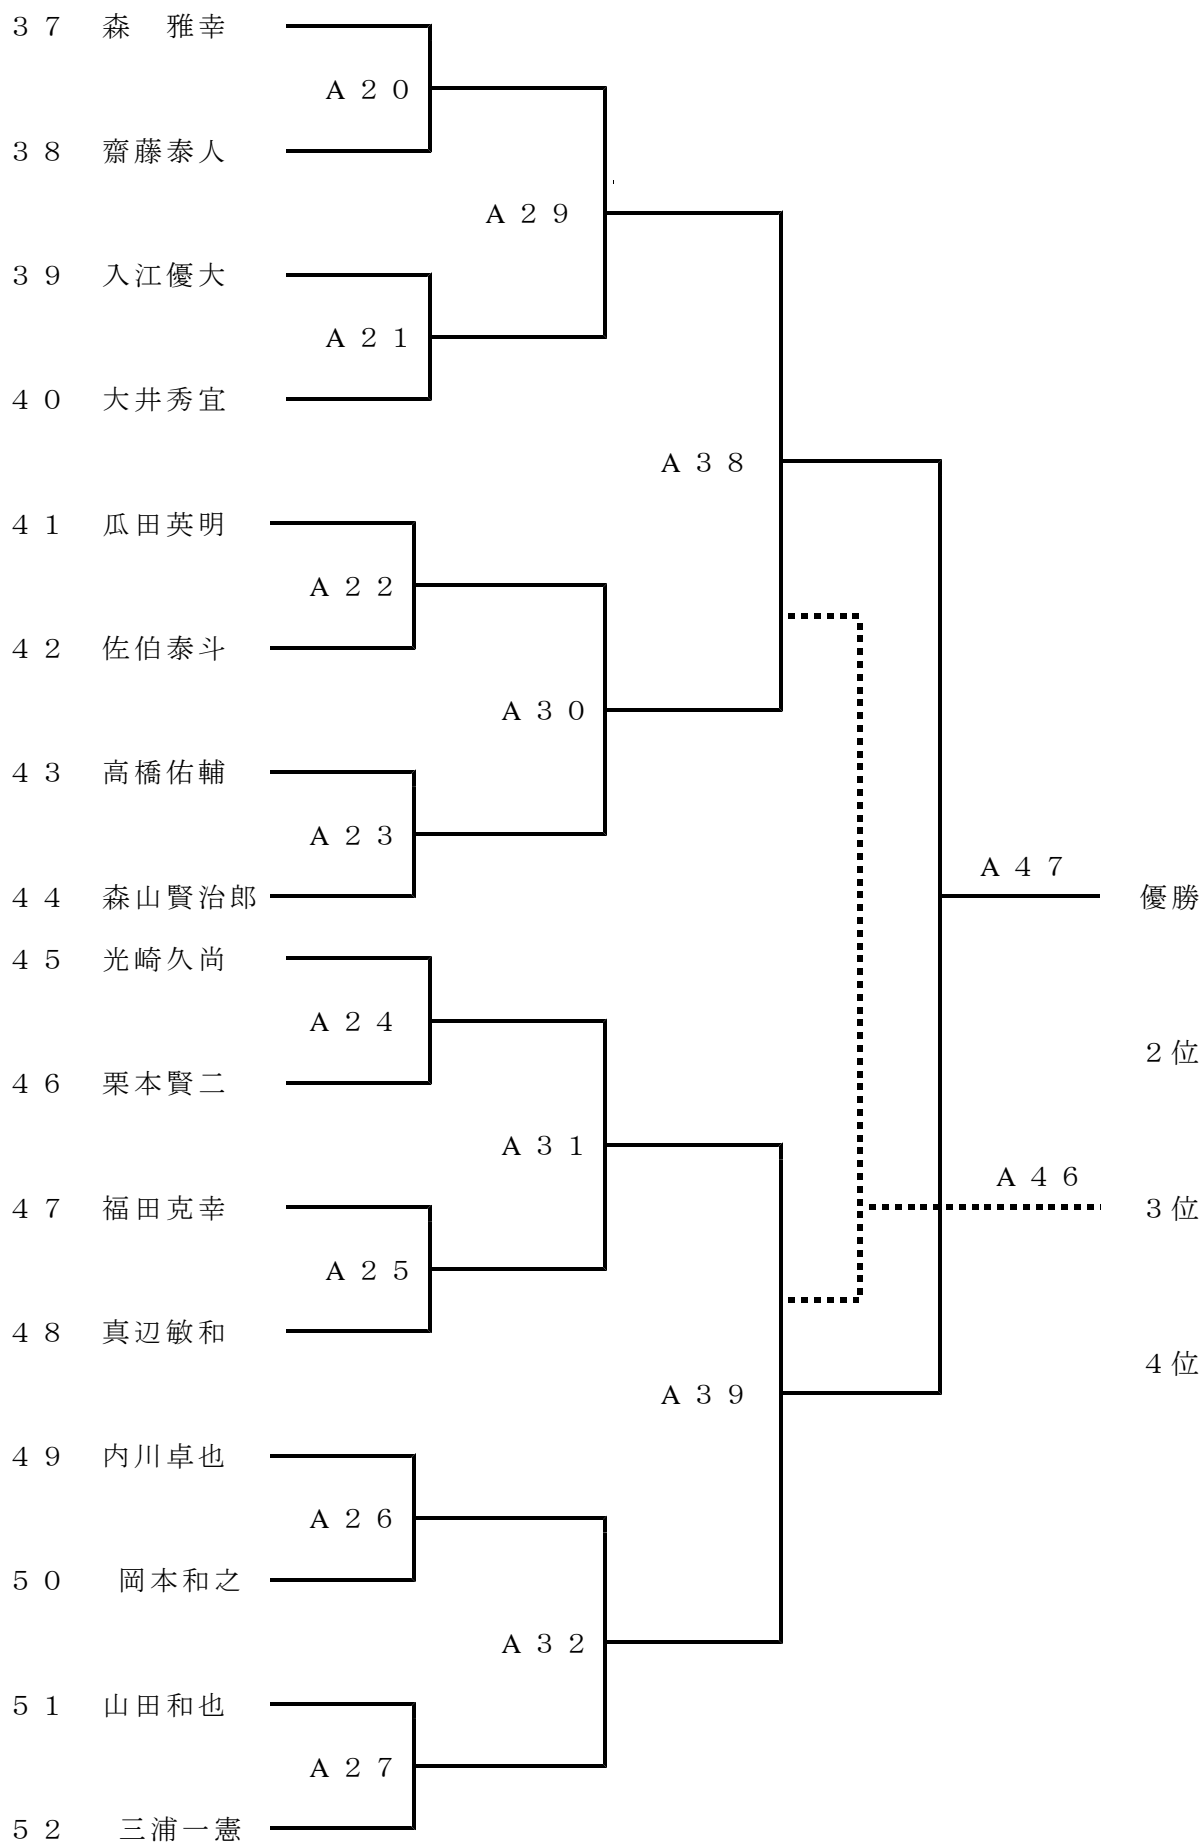 ３７　森　雅幸
Ａ２０
３８　齋藤泰人
Ａ２９
３９　入江優大
Ａ２１
４０　大井秀宜
Ａ３８
４１　瓜田英明
Ａ２２
４２　佐伯泰斗
Ａ３０
４３　高橋佑輔
Ａ２３
Ａ４７
４４　森山賢治郎
優勝
４５　光崎久尚
Ａ２４
２位
４６　栗本賢二
Ａ３１
Ａ４６
４７　福田克幸
３位
Ａ２５
４８　真辺敏和
４位
Ａ３９
４９　内川卓也
Ａ２６
５０　岡本和之
Ａ３２
５１　山田和也
Ａ２７
５２　三浦一憲